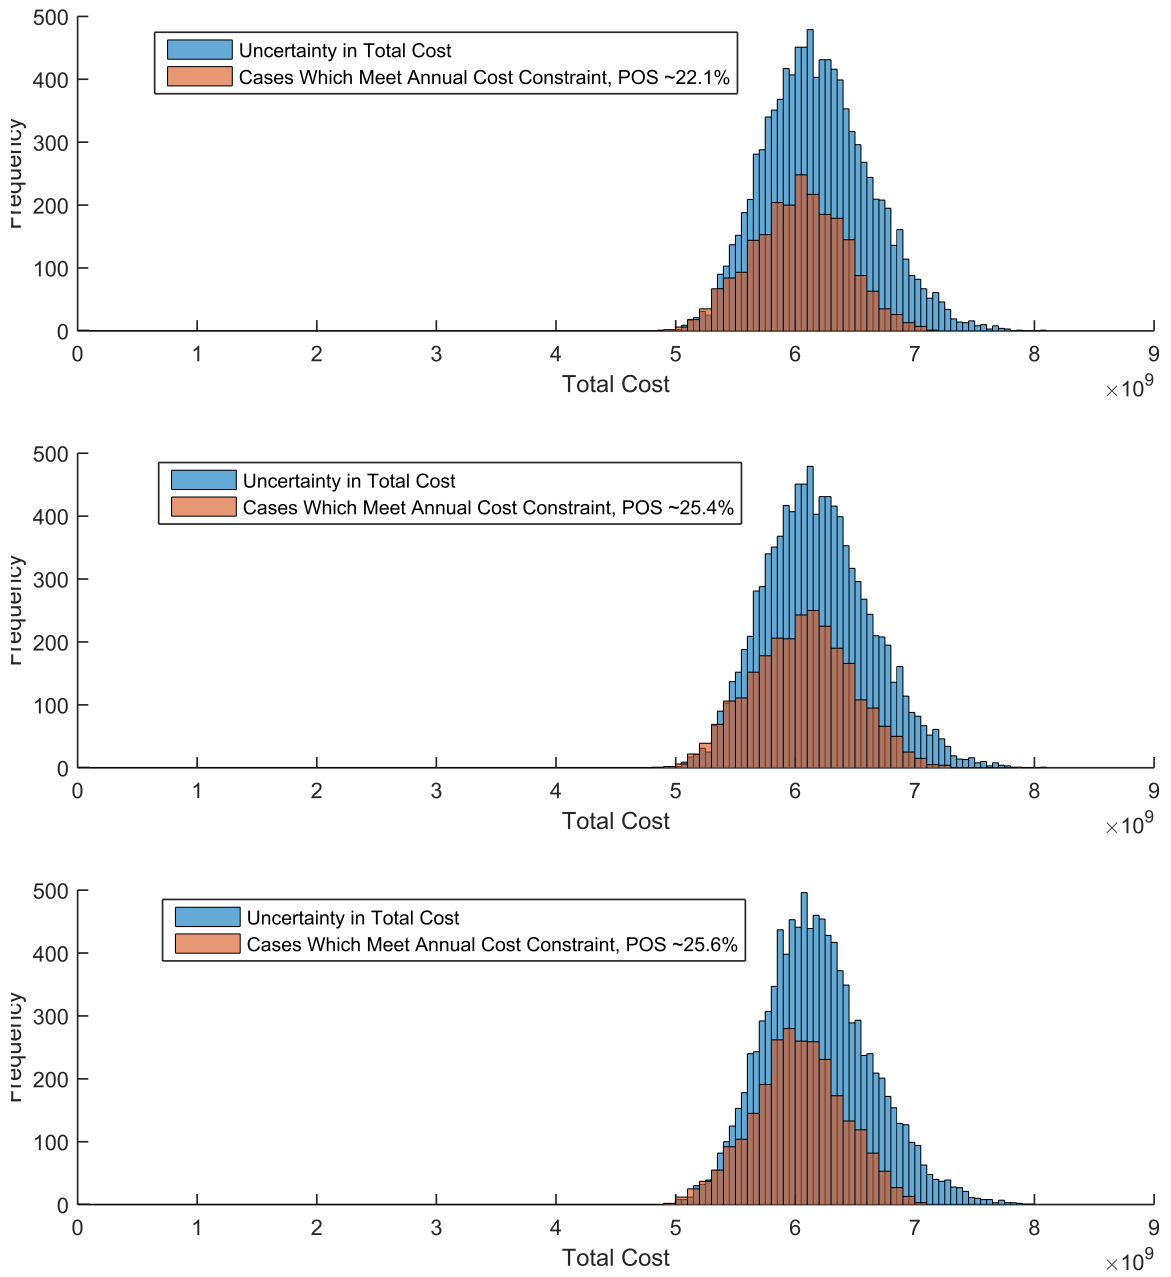 500
Uncertainty in Total Cost
Cases Which Meet Annual Cost Constraint, POS ~22.1%
400
300
200
100
0
Frequency
0 1 2 3 4 5 6 7 8 9
Total Cost
×10^9
500
Uncertainty in Total Cost
Cases Which Meet Annual Cost Constraint, POS ~25.4%
400
300
200
100
0
Frequency
0 1 2 3 4 5 6 7 8 9
Total Cost
×10^9
500
Uncertainty in Total Cost
Cases Which Meet Annual Cost Constraint, POS ~25.6%
400
300
200
100
0
Frequency
0 1 2 3 4 5 6 7 8 9
Total Cost
×10^9